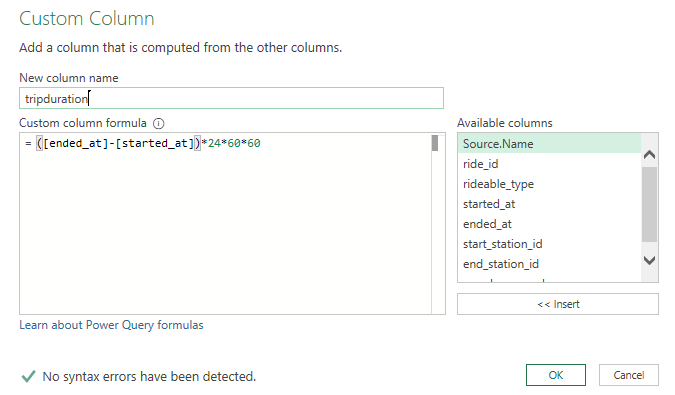 Custom Column
Add a column that is computed from the other columns.
New column name
tripduration
Custom column formula
Available columns
= ([ended_at]-[started_at])*24*60*60
Source.Name
ride_id
rideable_type
started_at
ended_at
start_station_id
end_station_id
<< Insert
Learn about Power Query formulas
No syntax errors have been detected.
OK
Cancel